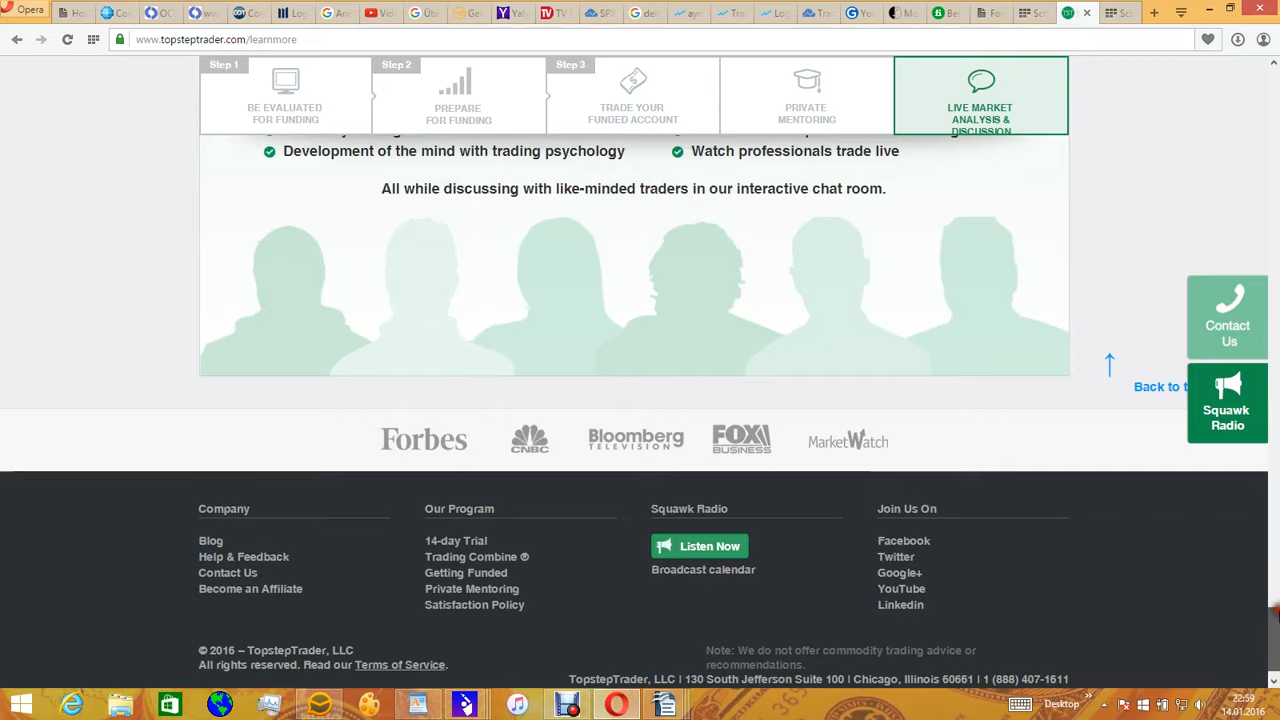 Opera
www.topsteptrader.com/learnmore
Step 1
BE EVALUATED
FOR FUNDING
Step 2
PREPARE
FOR FUNDING
Step 3
TRADE YOUR
FUNDED ACCOUNT
PRIVATE
MENTORING
LIVE MARKET
ANALYSIS &
DISCUSSION
Development of the mind with trading psychology
Watch professionals trade live
All while discussing with like-minded traders in our interactive chat room.
Contact
Us
Back to t
Squawk
Radio
Forbes
CNBC
Bloomberg
TELEVISION
FOX
BUSINESS
MarketWatch
Company
Blog
Help & Feedback
Contact Us
Become an Affiliate
Our Program
14-day Trial
Trading Combine ®
Getting Funded
Private Mentoring
Satisfaction Policy
Squawk Radio
Listen Now
Broadcast calendar
Join Us On
Facebook
Twitter
Google+
YouTube
Linkedin
© 2016 – TopstepTrader, LLC
All rights reserved. Read our Terms of Service.
Note: We do not offer commodity trading advice or
recommendations.
TopstepTrader, LLC | 130 South Jefferson Suite 100 | Chicago, Illinois 60661 | 1 (888) 407-1611
Desktop
22:59
14.01.2016